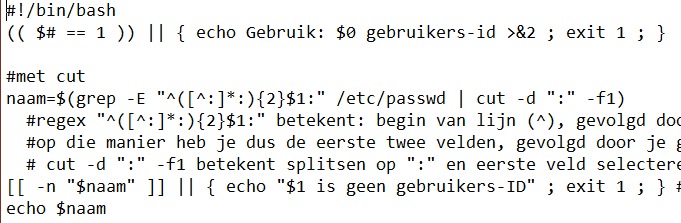 #!/bin/bash
(( $# == 1 )) || { echo Gebruik: $0 gebruikers-id >&2 ; exit 1 ; }
#met cut
naam=$(grep -E "^([^:]*:){2}$1:" /etc/passwd | cut -d ":" -f1)
#regex "^([^:]*:){2}$1:" betekent: begin van lijn (^), gevolgd doo
#op die manier heb je dus de eerste twee velden, gevolgd door je g
# cut -d ":" -f1 betekent splitsen op ":" en eerste veld selectere
[[ -n "$naam" ]] || { echo "$1 is geen gebruikers-ID" ; exit 1 ; } #
echo $naam